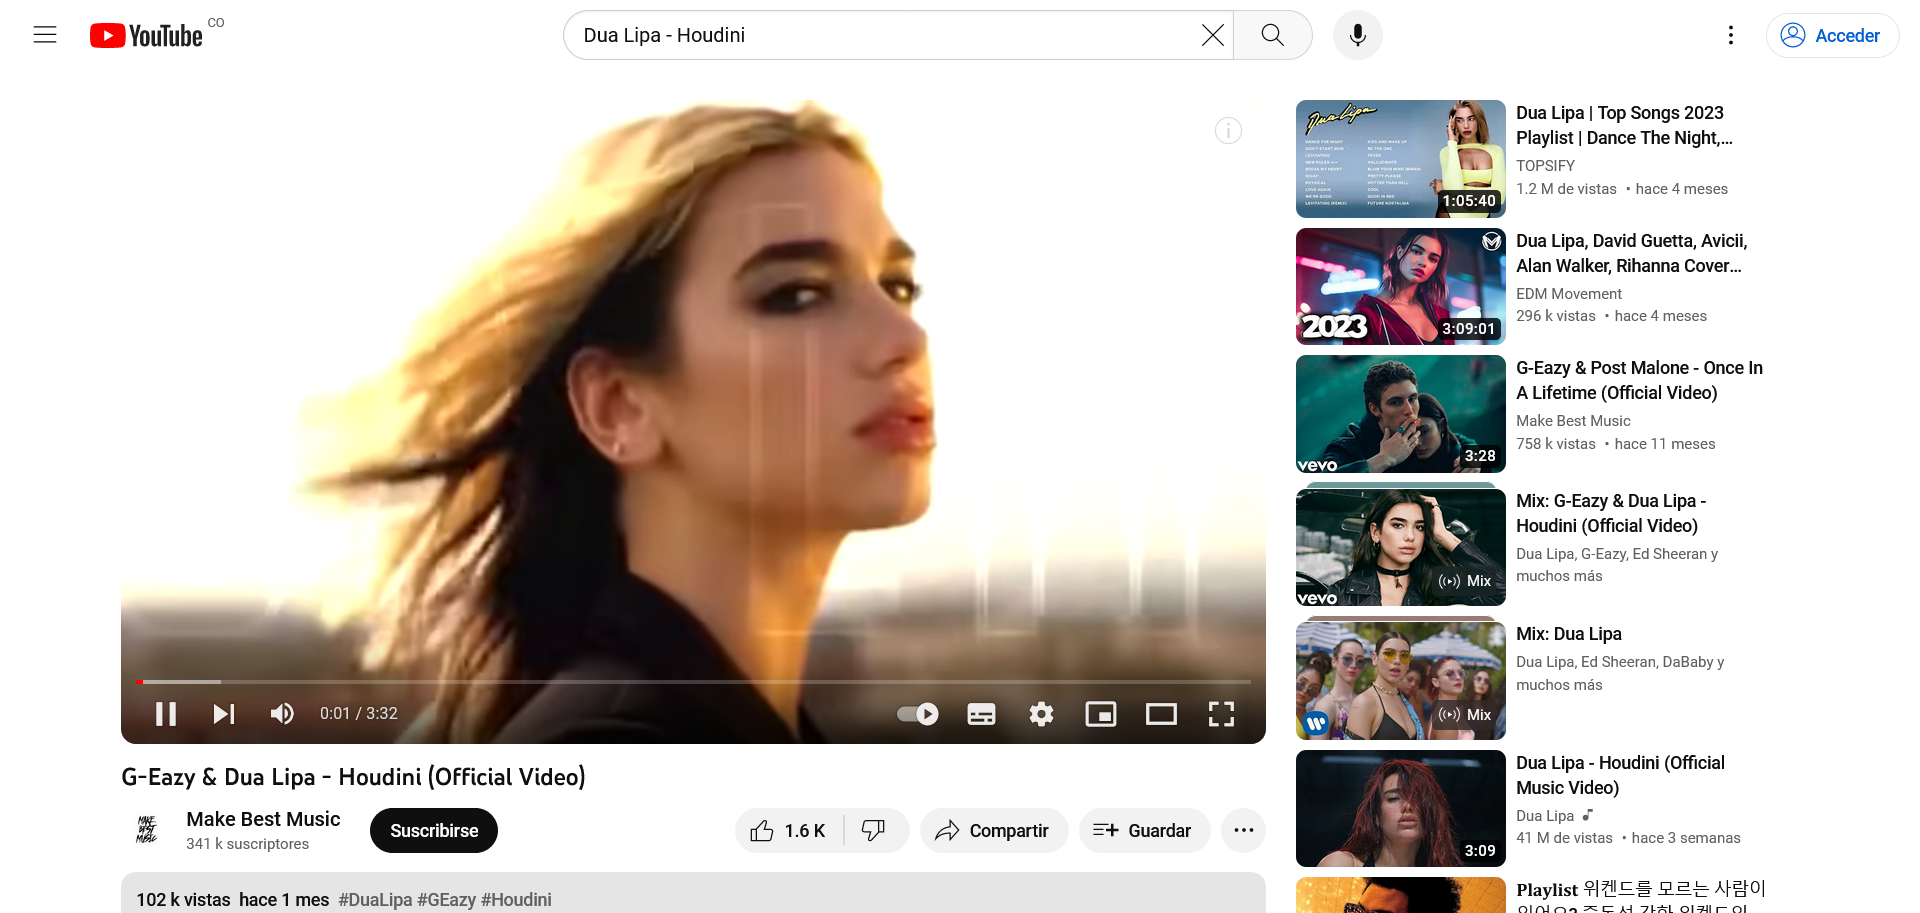 YouTube CO
Dua Lipa - Houdini
Acceder
0:01 / 3:32
G-Eazy & Dua Lipa - Houdini (Official Video)
MAKE
BEST
MUSIC
Make Best Music
341 k suscriptores
Suscribirse
1.6 K
Compartir
Guardar
102 k vistas hace 1 mes #DuaLipa #GEazy #Houdini
Dua Lipa
1:05:40
Dua Lipa | Top Songs 2023
Playlist | Dance The Night,...
TOPSIFY
1.2 M de vistas • hace 4 meses
2023
3:09:01
Dua Lipa, David Guetta, Avicii,
Alan Walker, Rihanna Cover...
EDM Movement
296 k vistas • hace 4 meses
vevo
3:28
G-Eazy & Post Malone - Once In
A Lifetime (Official Video)
Make Best Music
758 k vistas • hace 11 meses
vevo
Mix
Mix: G-Eazy & Dua Lipa -
Houdini (Official Video)
Dua Lipa, G-Eazy, Ed Sheeran y
muchos más
Mix
Mix: Dua Lipa
Dua Lipa, Ed Sheeran, DaBaby y
muchos más
3:09
Dua Lipa - Houdini (Official
Music Video)
Dua Lipa
41 M de vistas • hace 3 semanas
Playlist 위켄드를 모르는 사람이